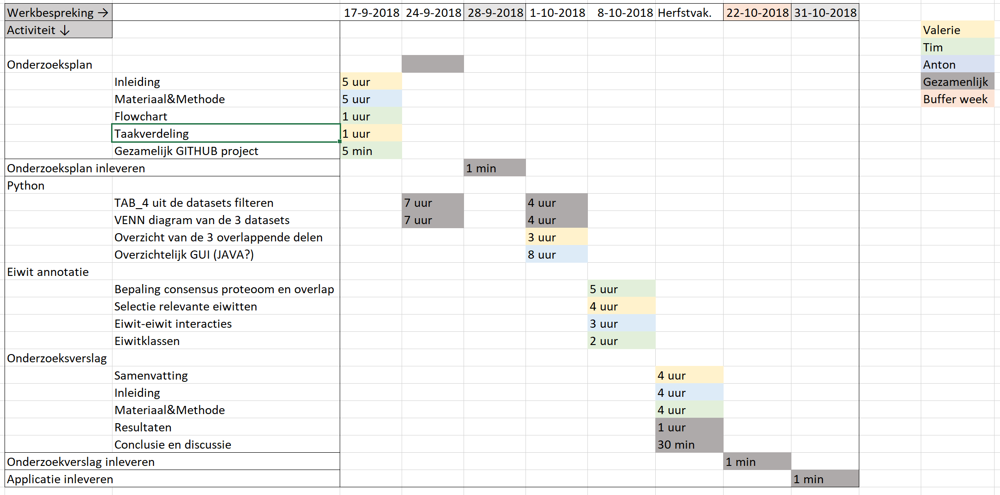 Werkbespreking → 17-9-2018 24-9-2018 28-9-2018 1-10-2018 8-10-2018 Herfstvak. 22-10-2018 31-10-2018
Activiteit ↓ Valerie
Tim
Onderzoeksplan Anton
Inleiding 5 uur Gezamenlijk
Materiaal&Methode 5 uur Buffer week
Flowchart 1 uur
Taakverdeling 1 uur
Gezamelijk GITHUB project 5 min
Onderzoeksplan inleveren 1 min
Python
TAB_4 uit de datasets filteren 7 uur 4 uur
VENN diagram van de 3 datasets 7 uur 4 uur
Overzicht van de 3 overlappende delen 3 uur
Overzichtelijk GUI (JAVA?) 8 uur
Eiwit annotatie
Bepaling consensus proteoom en overlap 5 uur
Selectie relevante eiwitten 4 uur
Eiwit-eiwit interacties 3 uur
Eiwitklassen 2 uur
Onderzoeksverslag
Samenvatting 4 uur
Inleiding 4 uur
Materiaal&Methode 4 uur
Resultaten 1 uur
Conclusie en discussie 30 min
Onderzoekverslag inleveren 1 min
Applicatie inleveren 1 min